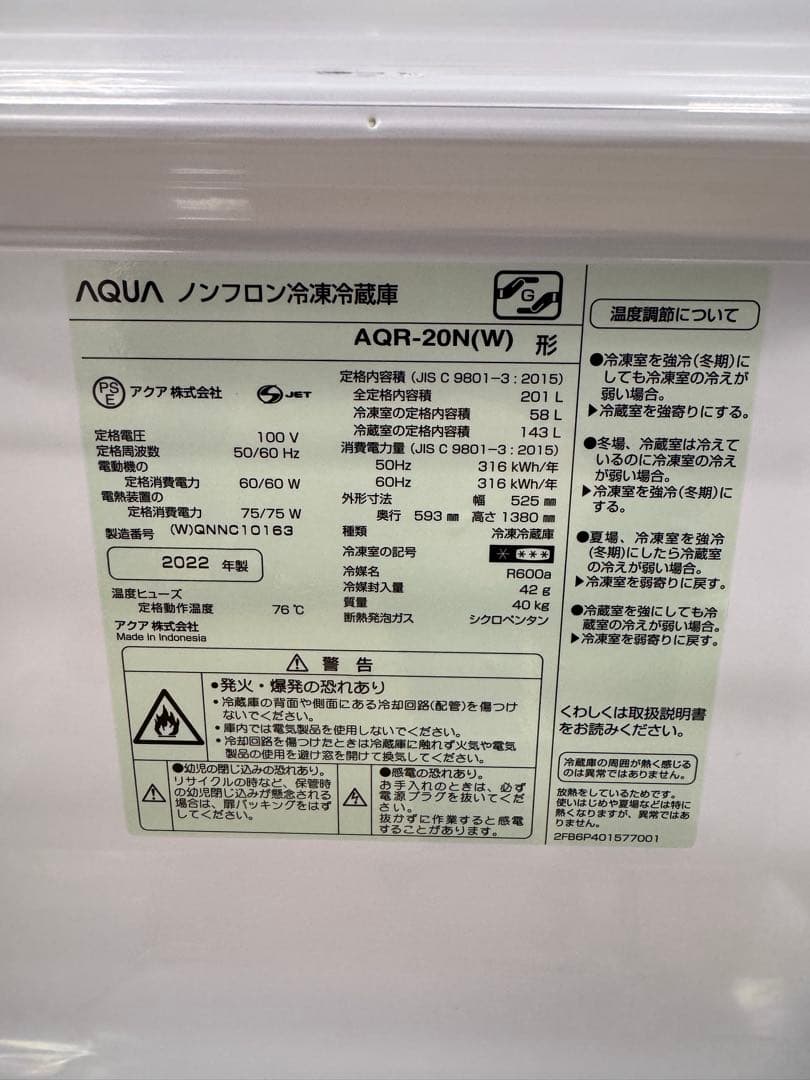 AQUA ノンフロン冷凍冷蔵庫
G
AQR-20N(W) 形
PS
E
アクア 株式会社
S JET
定格電圧 100 V
定格周波数 50/60 Hz
電動機の
定格消費電力 60/60 W
電熱装置の
定格消費電力 75/75 W
製造番号 (W)QNNC10163
2022 年製
温度ヒューズ
定格動作温度 76 ℃
アクア 株式会社
Made in Indonesia
定格内容積 (JIS C 9801-3 : 2015)
全定格内容積 201 L
冷凍室の定格内容積 58 L
冷蔵室の定格内容積 143 L
消費電力量 (JIS C 9801-3 : 2015)
50Hz 316 kWh/年
60Hz 316 kWh/年
外形寸法 幅 525 ㎜
奥行 593 ㎜ 高さ 1380 ㎜
種類 冷凍冷蔵庫
冷凍室の記号 * ***
冷媒名 R600a
冷媒封入量 42 g
質量 40 kg
断熱発泡ガス シクロペンタン
⚠ 警 告
●発火・爆発の恐れあり
・冷蔵庫の背面や側面にある冷却回路(配管)を傷つけ
ないでください。
・庫内では電気製品を使用しないでください。
・冷却回路を傷つけたときは冷蔵庫に触れず火気や電気
製品の使用を避け窓を開けて換気してください。
●幼児の閉じ込みの恐れあり。
リサイクルの時など、保管時
の幼児閉じ込みが懸念される
場合は、扉パッキングをはず
してください。
●感電の恐れあり。
お手入れのときは、必ず
電源プラグを抜いてくだ
さい。
抜かずに作業すると感電
することがあります。
温度調節について
●冷凍室を強冷(冬期)に
しても冷凍室の冷えが
弱い場合。
▶冷蔵室を強寄りにする。
●冬場、冷蔵室は冷えて
いるのに冷凍室の冷え
が弱い場合。
▶冷凍室を強冷(冬期)に
する。
●夏場、冷凍室を強冷
(冬期)にしたら冷蔵室
の冷えが弱い場合。
▶冷凍室を弱寄りに戻す。
●冷蔵室を強にしても冷
蔵室の冷えが弱い場合。
▶冷凍室を弱寄りに戻す。
くわしくは取扱説明書
をお読みください。
冷蔵庫の周囲が熱く感じる
のは異常ではありません。
放熱をしているためです。
使いはじめや夏場などは特に
熱くなりますが、異常ではあ
りません。
2FB6P401577001